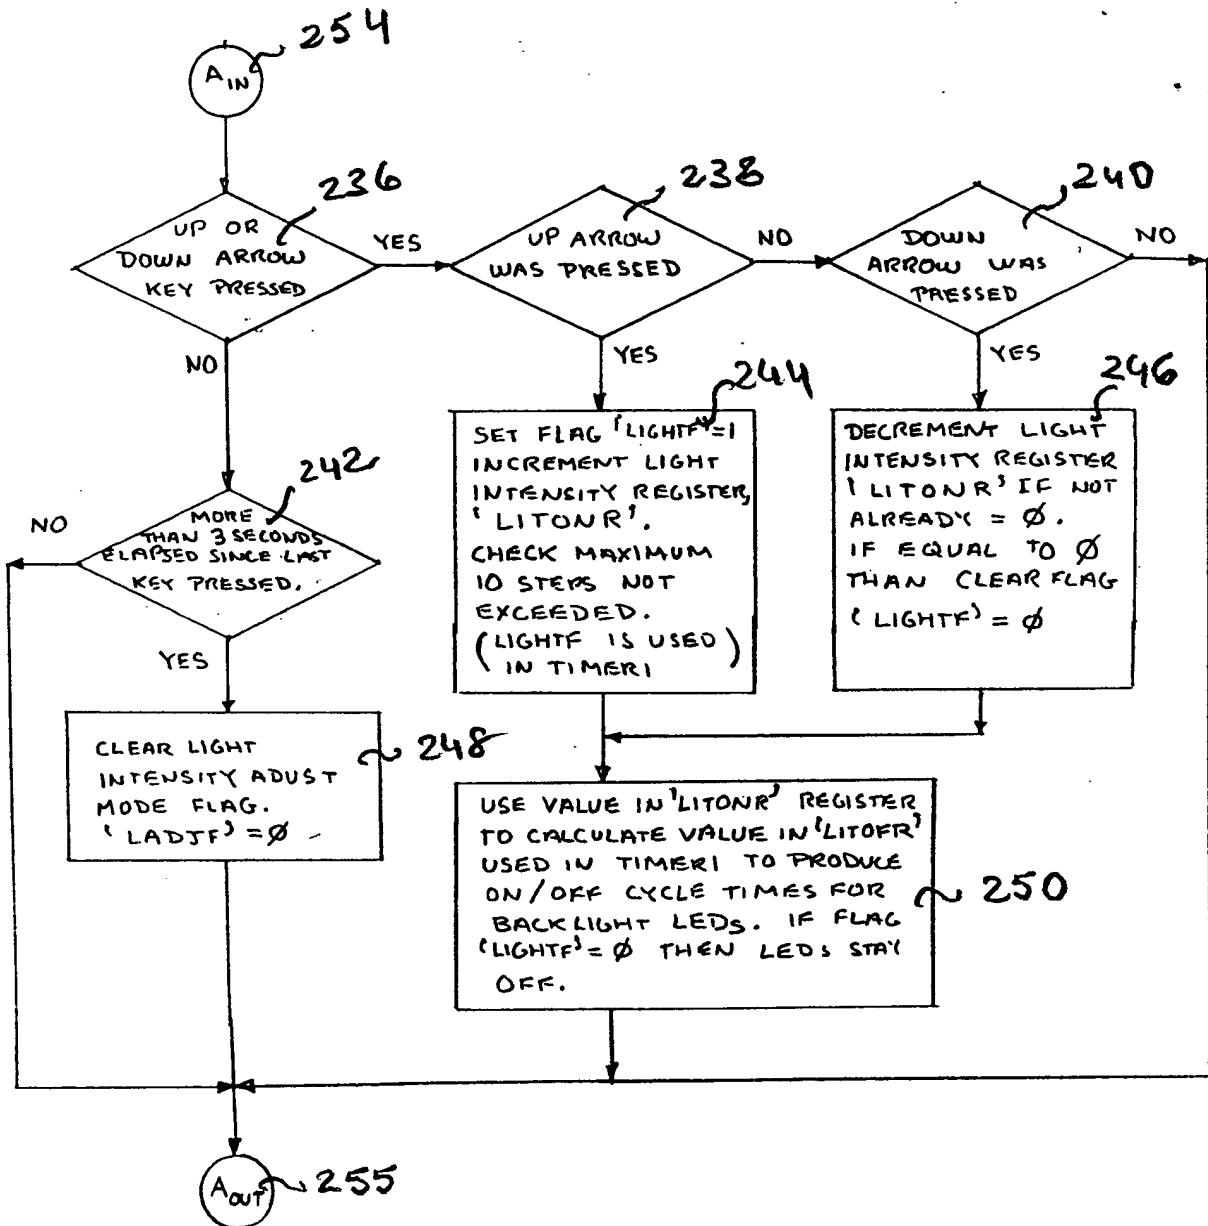 254
A IN
236
UP OR
DOWN ARROW
KEY PRESSED
YES
NO
238
UP ARROW
WAS PRESSED
NO
YES
240
DOWN
ARROW WAS
PRESSED
NO
YES
242
MORE
THAN 3 SECONDS
ELAPSED SINCE LAST
KEY PRESSED.
NO
YES
244
SET FLAG 'LIGHTF'=1
INCREMENT LIGHT
INTENSITY REGISTER,
'LITONR'.
CHECK MAXIMUM
10 STEPS NOT
EXCEEDED.
(LIGHTF IS USED
IN TIMER1)
246
DECREMENT LIGHT
INTENSITY REGISTER
'LITONR' IF NOT
ALREADY = Ø.
IF EQUAL TO Ø
THAN CLEAR FLAG
'LIGHTF' = Ø
248
CLEAR LIGHT
INTENSITY ADUST
MODE FLAG.
'LADJF' = Ø
USE VALUE IN 'LITONR' REGISTER
TO CALCULATE VALUE IN 'LITOFR'
USED IN TIMER1 TO PRODUCE
ON/OFF CYCLE TIMES FOR
BACKLIGHT LEDs. IF FLAG
'LIGHTF' = Ø THEN LEDs STAY
OFF.
250
A OUT
255